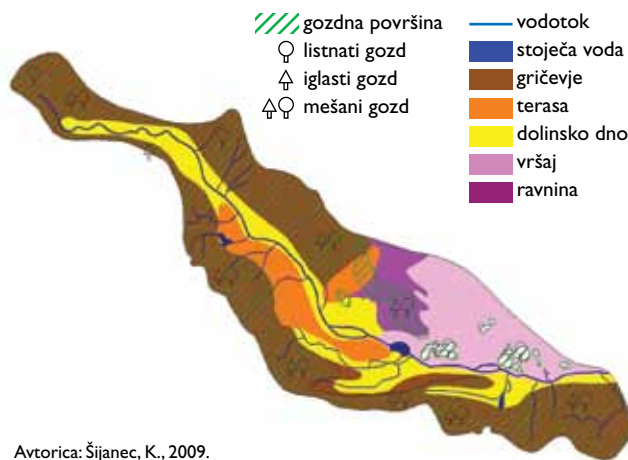 gozdna površina
listnati gozd
iglasti gozd
mešani gozd
vodotok
stoječa voda
gričevje
terasa
dolinsko dno
vršaj
ravnina
Avtorica: Šijanec, K., 2009.